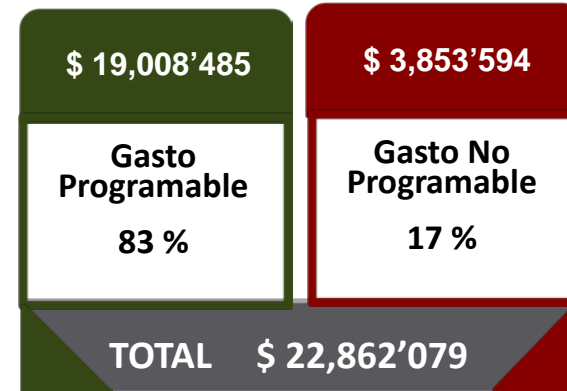 $ 19,008’485
Gasto
Programable
83 %
$ 3,853’594
Gasto No
Programable
17 %
TOTAL $ 22,862’079